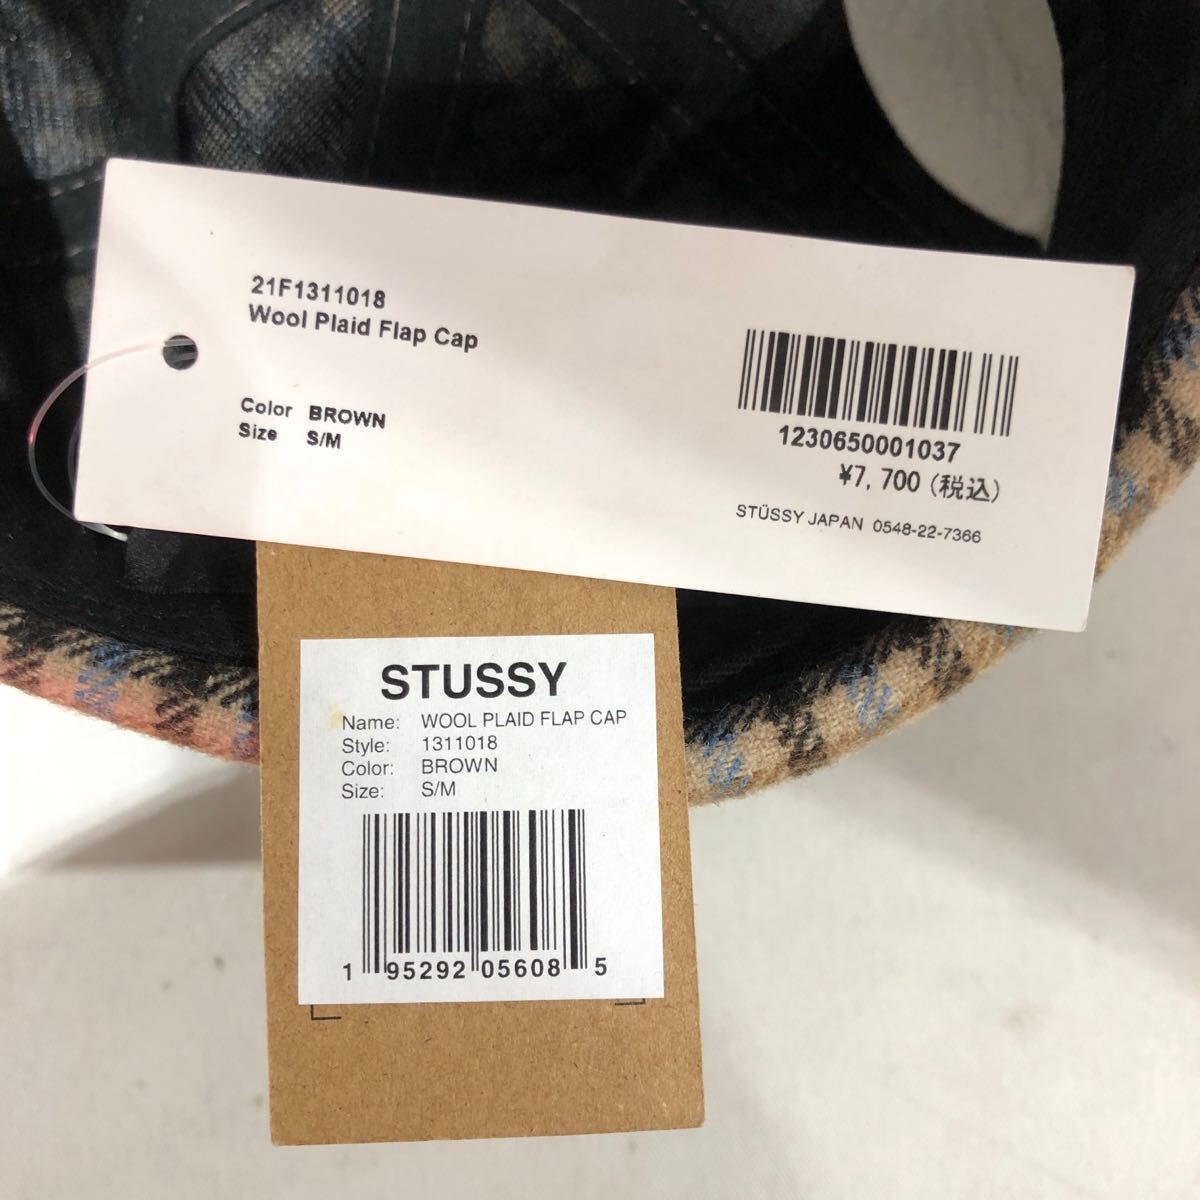 21F1311018
Wool Plaid Flap Cap
Color BROWN
Size S/M
1230650001037
¥7,700 (税込)
STÜSSY JAPAN 0548-22-7366
STUSSY
Name: WOOL PLAID FLAP CAP
Style: 1311018
Color: BROWN
Size: S/M
1 95292 05608 5